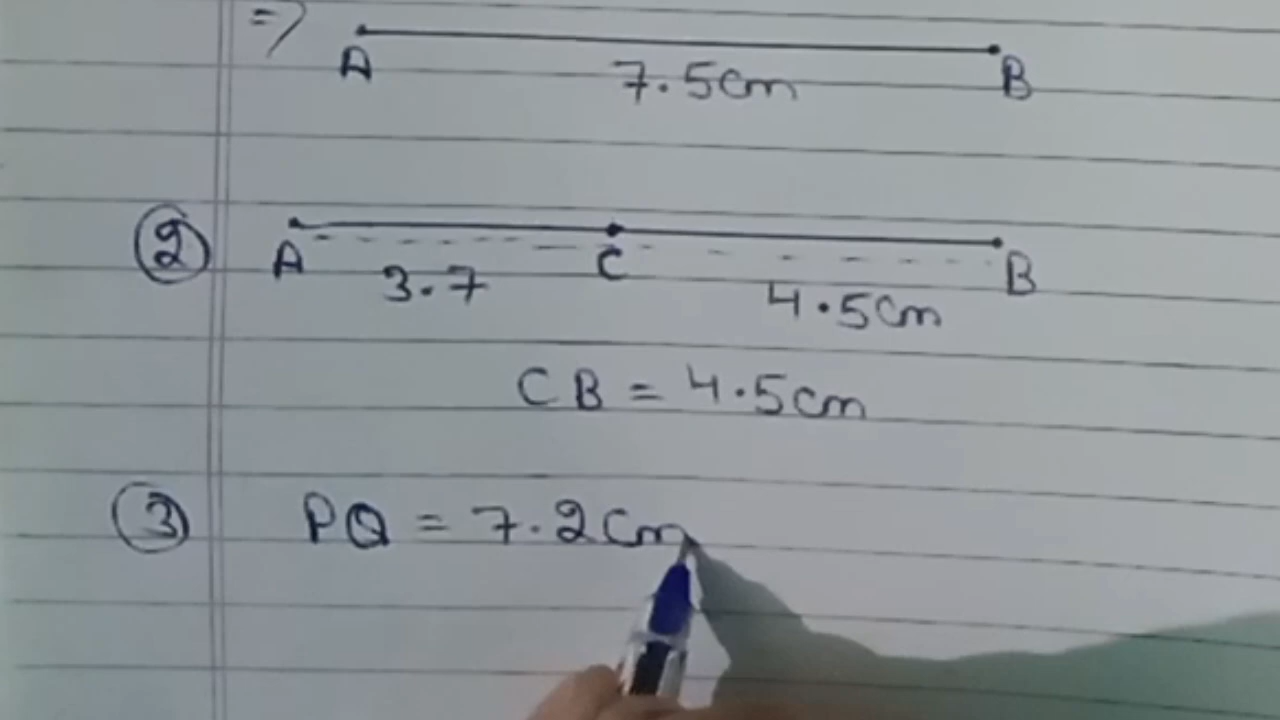 =>
A B
7.5cm
② A C B
3.7 4.5cm
CB = 4.5cm
③ PQ = 7.2cm